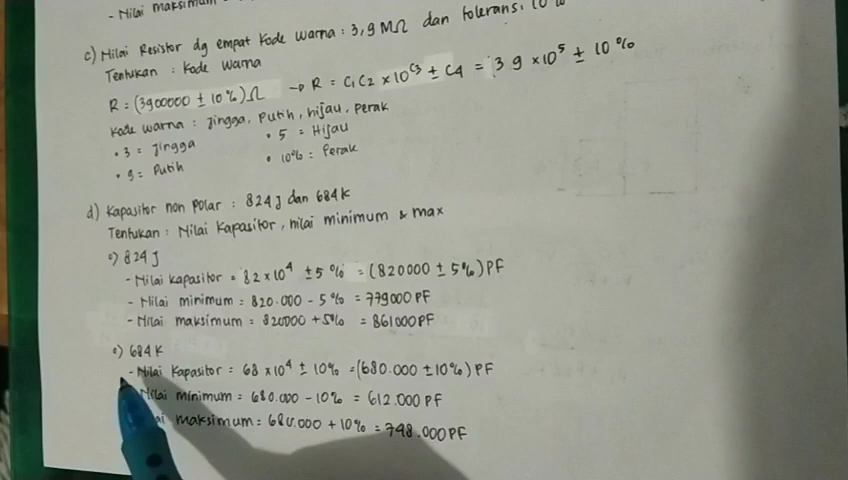 - Nilai maksimum
c) Nilai Resistor dg empat kode warna : 3,9 MΩ dan tolerans: 10 %
Tentukan : Kode Warna
R = (3900000 ± 10%) Ω → R = C1C2 × 10^C3 ± C4 = 39 × 10^5 ± 10%
Kode warna : Jingga, Putih, hijau, perak
• 3 = Jingga • 5 = Hijau
• 9 = Putih • 10% = Perak
d) Kapasitor non polar : 824 J dan 684 K
Tentukan : Nilai Kapasitor, nilai minimum & max
•) 824 J
- Nilai kapasitor = 82 × 10^4 ± 5% = (820000 ± 5%) PF
- Nilai minimum = 820.000 - 5% = 779000 PF
- Nilai maksimum = 820000 + 5% = 861000 PF
•) 684 K
- Nilai Kapasitor = 68 × 10^4 ± 10% = (680.000 ± 10%) PF
Nilai minimum = 680.000 - 10% = 612.000 PF
maksimum = 680.000 + 10% = 748.000 PF